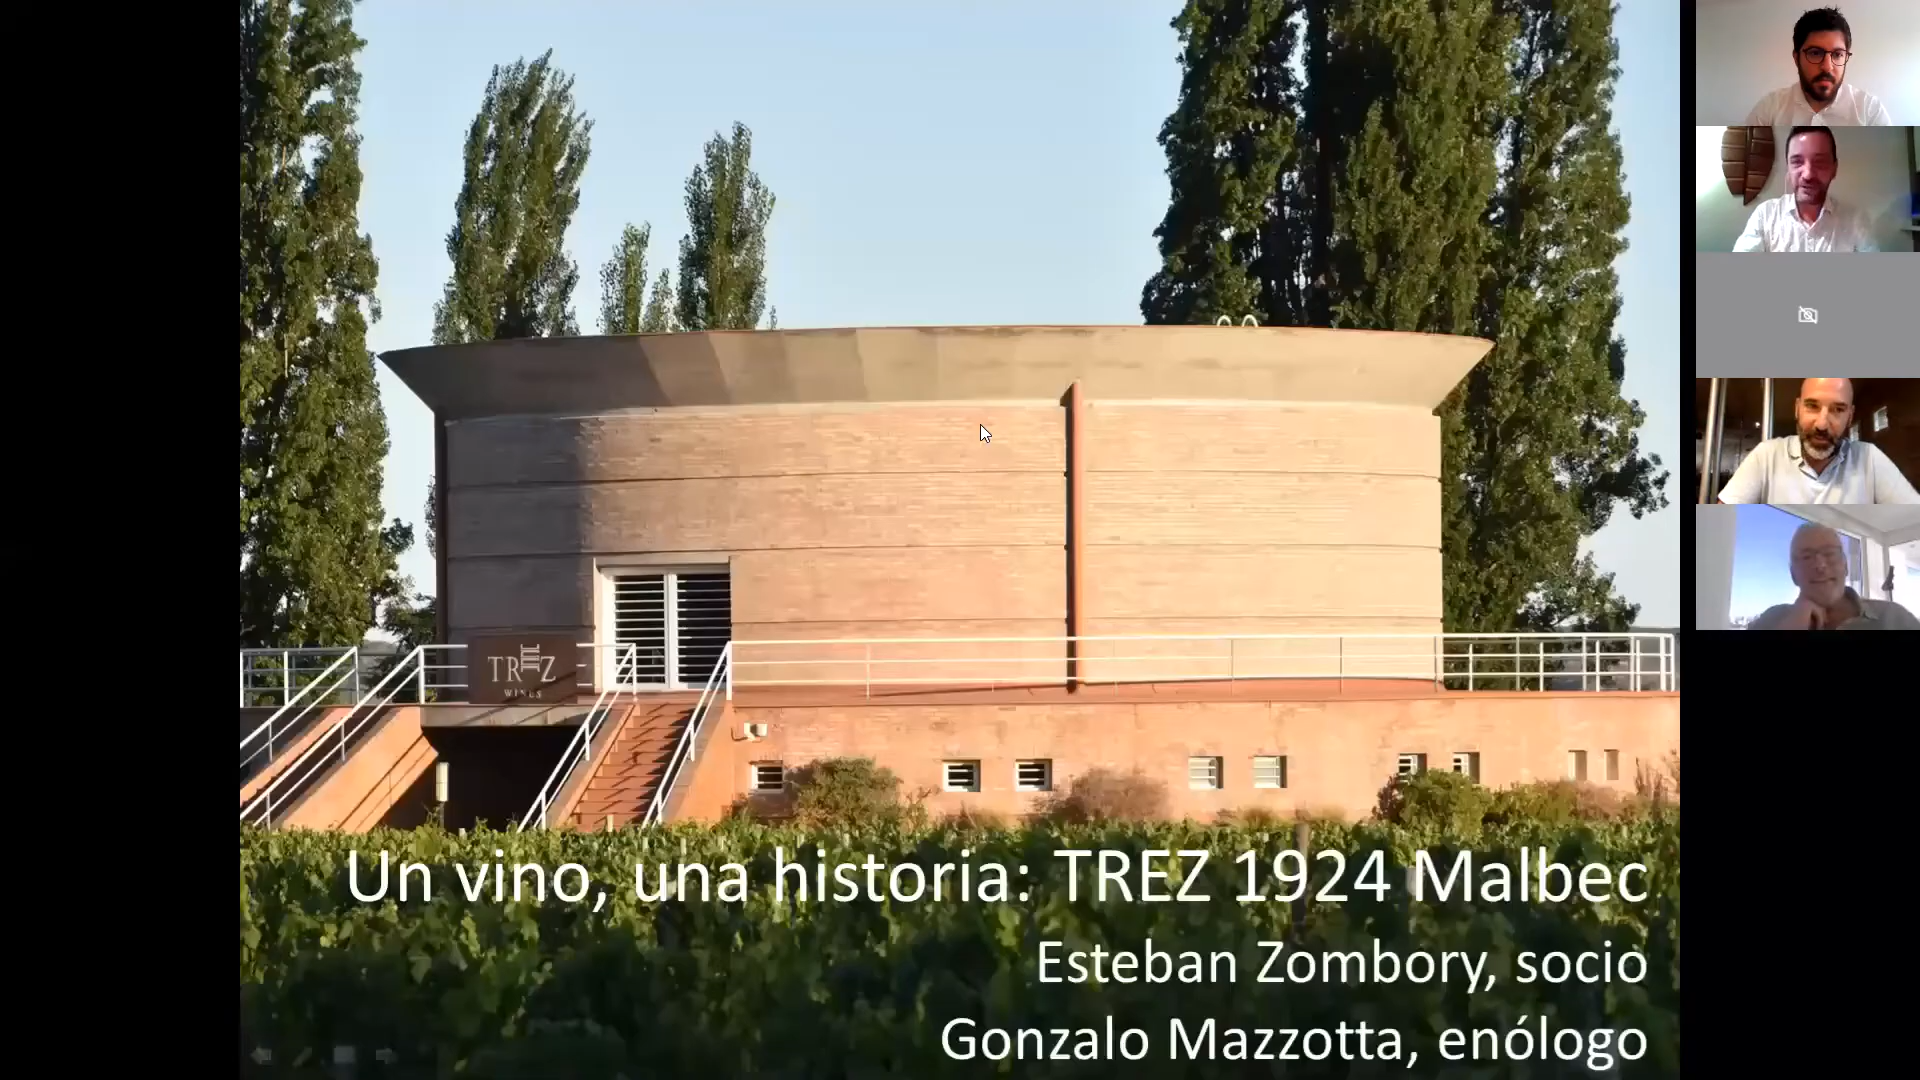 TREZ
WINES
Un vino, una historia: TREZ 1924 Malbec
Esteban Zombory, socio
Gonzalo Mazzotta, enólogo